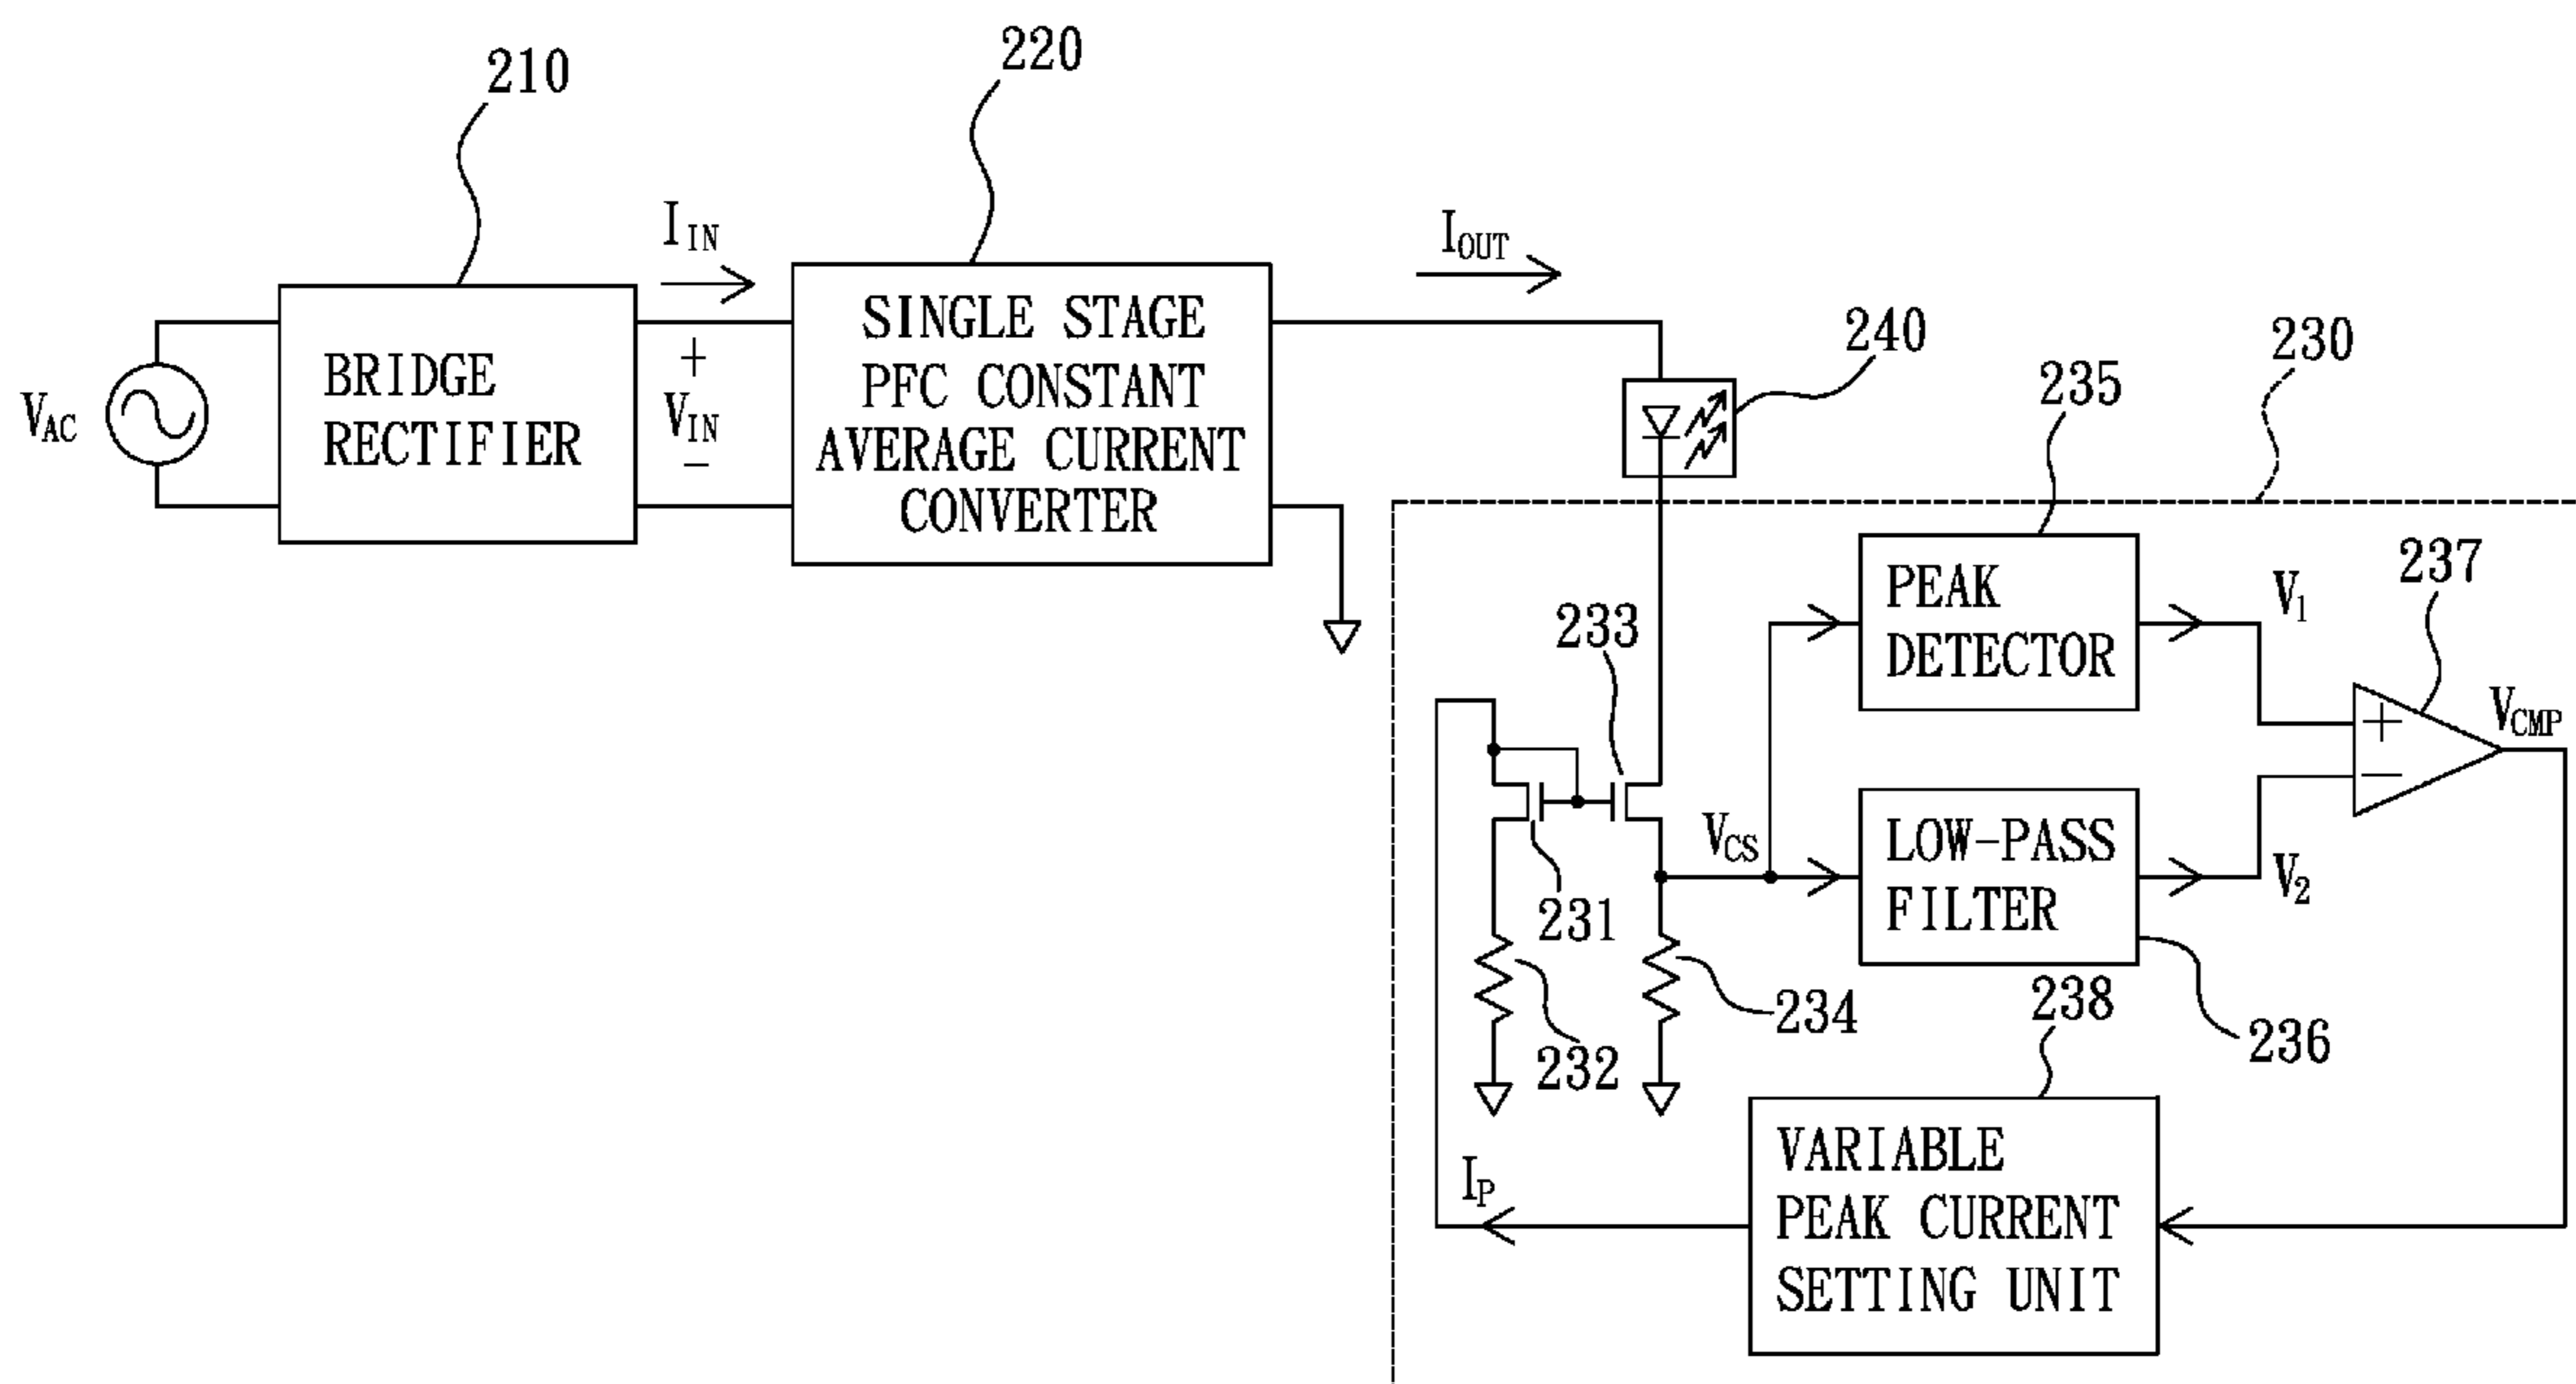 210
220
I_IN
I_OUT
V_AC
BRIDGE
RECTIFIER
+
V_IN
−
SINGLE STAGE
PFC CONSTANT
AVERAGE CURRENT
CONVERTER
240
230
235
237
233
PEAK
DETECTOR
V_1
+
−
V_CMP
V_CS
LOW-PASS
FILTER
V_2
231
232
234
236
238
I_P
VARIABLE
PEAK CURRENT
SETTING UNIT